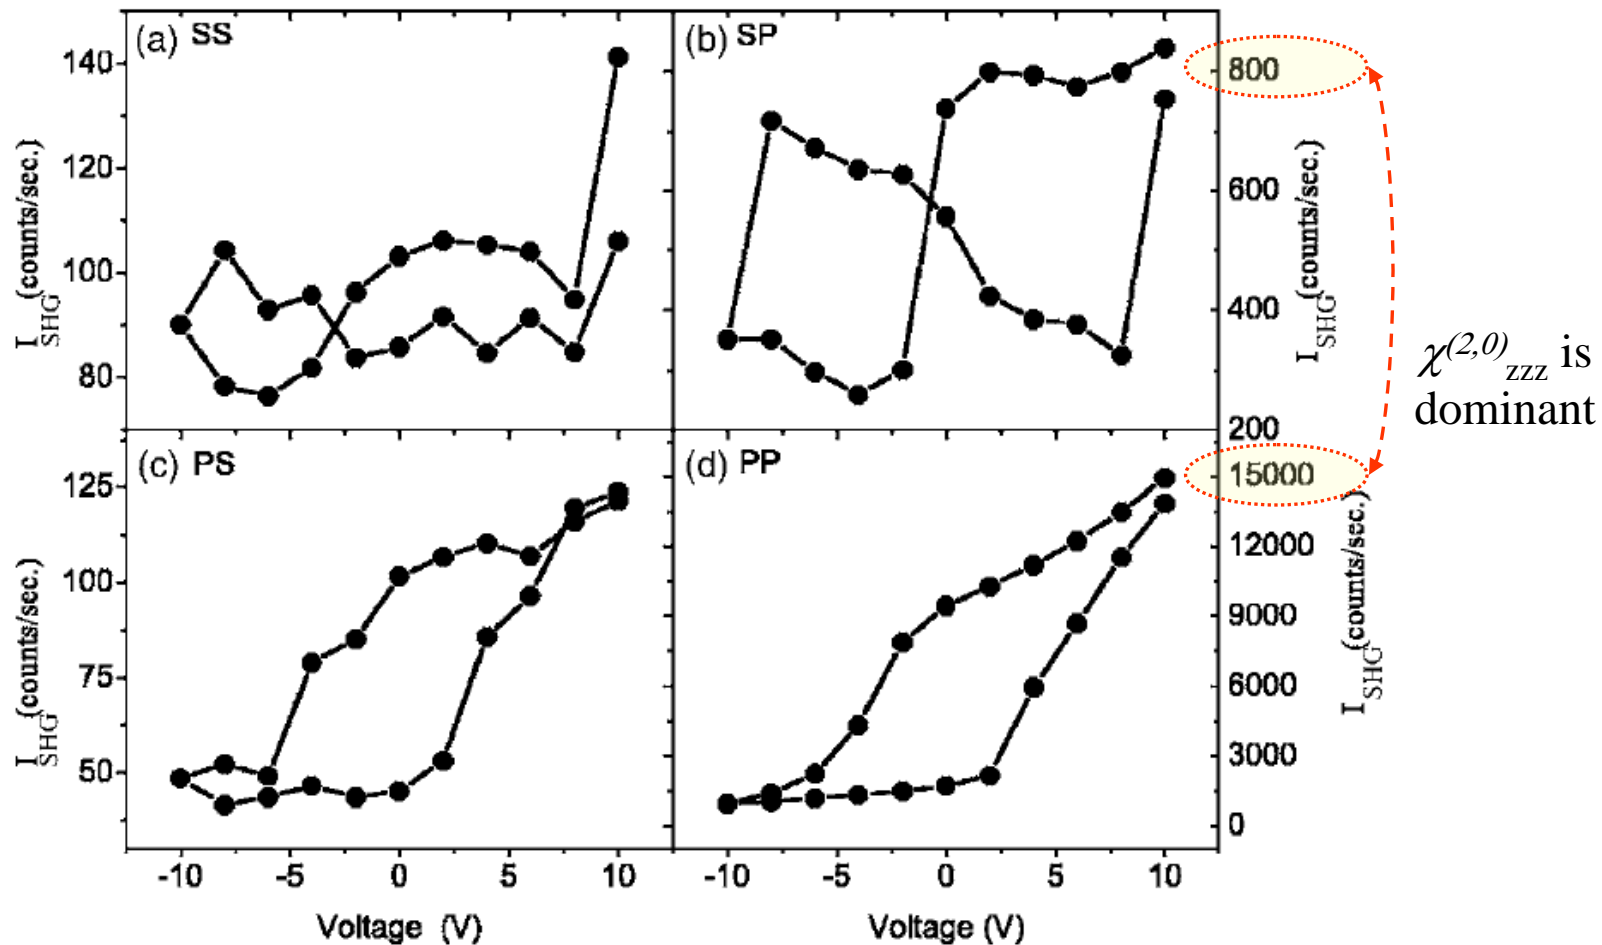 (a) SS
140
120
100
80
I_SHG (counts/sec.)
(b) SP
800
600
400
200
I_SHG (counts/sec.)
χ(2,0)zzz is
dominant
(c) PS
125
100
75
50
I_SHG (counts/sec.)
-10 -5 0 5 10
Voltage (V)
(d) PP
15000
12000
9000
6000
3000
0
I_SHG (counts/sec.)
-10 -5 0 5 10
Voltage (V)